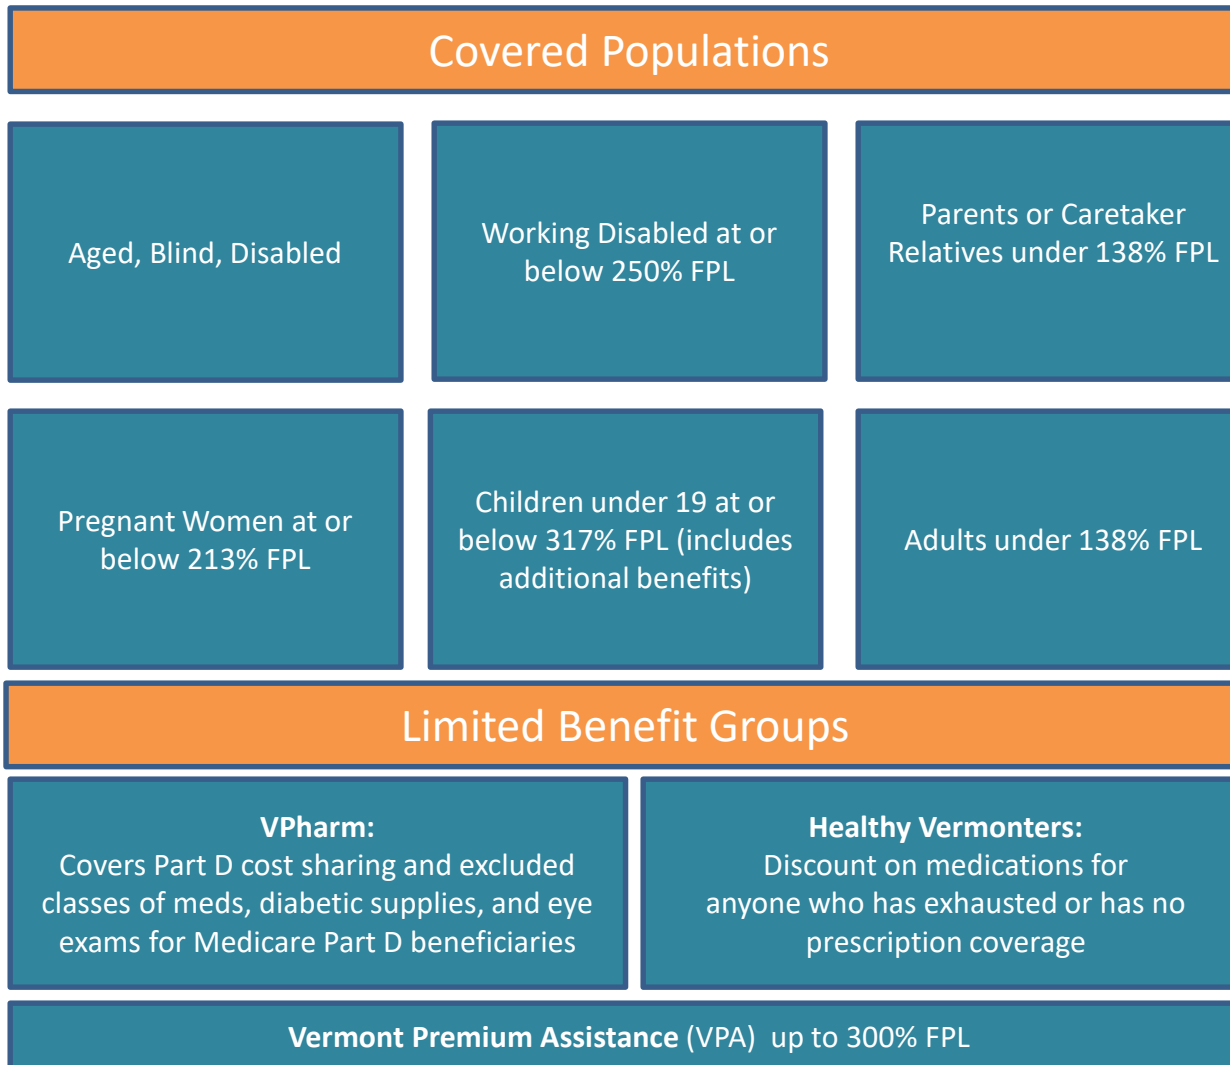 Covered Populations
Aged, Blind, Disabled
Working Disabled at or
below 250% FPL
Parents or Caretaker
Relatives under 138% FPL
Pregnant Women at or
below 213% FPL
Children under 19 at or
below 317% FPL (includes
additional benefits)
Adults under 138% FPL
Limited Benefit Groups
VPharm:
Covers Part D cost sharing and excluded
classes of meds, diabetic supplies, and eye
exams for Medicare Part D beneficiaries
Healthy Vermonters:
Discount on medications for
anyone who has exhausted or has no
prescription coverage
Vermont Premium Assistance (VPA) up to 300% FPL